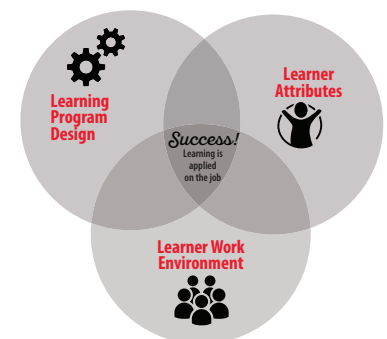 Learning
Program
Design
Learner
Attributes
Success!
Learning is
applied
on the job
Learner Work
Environment